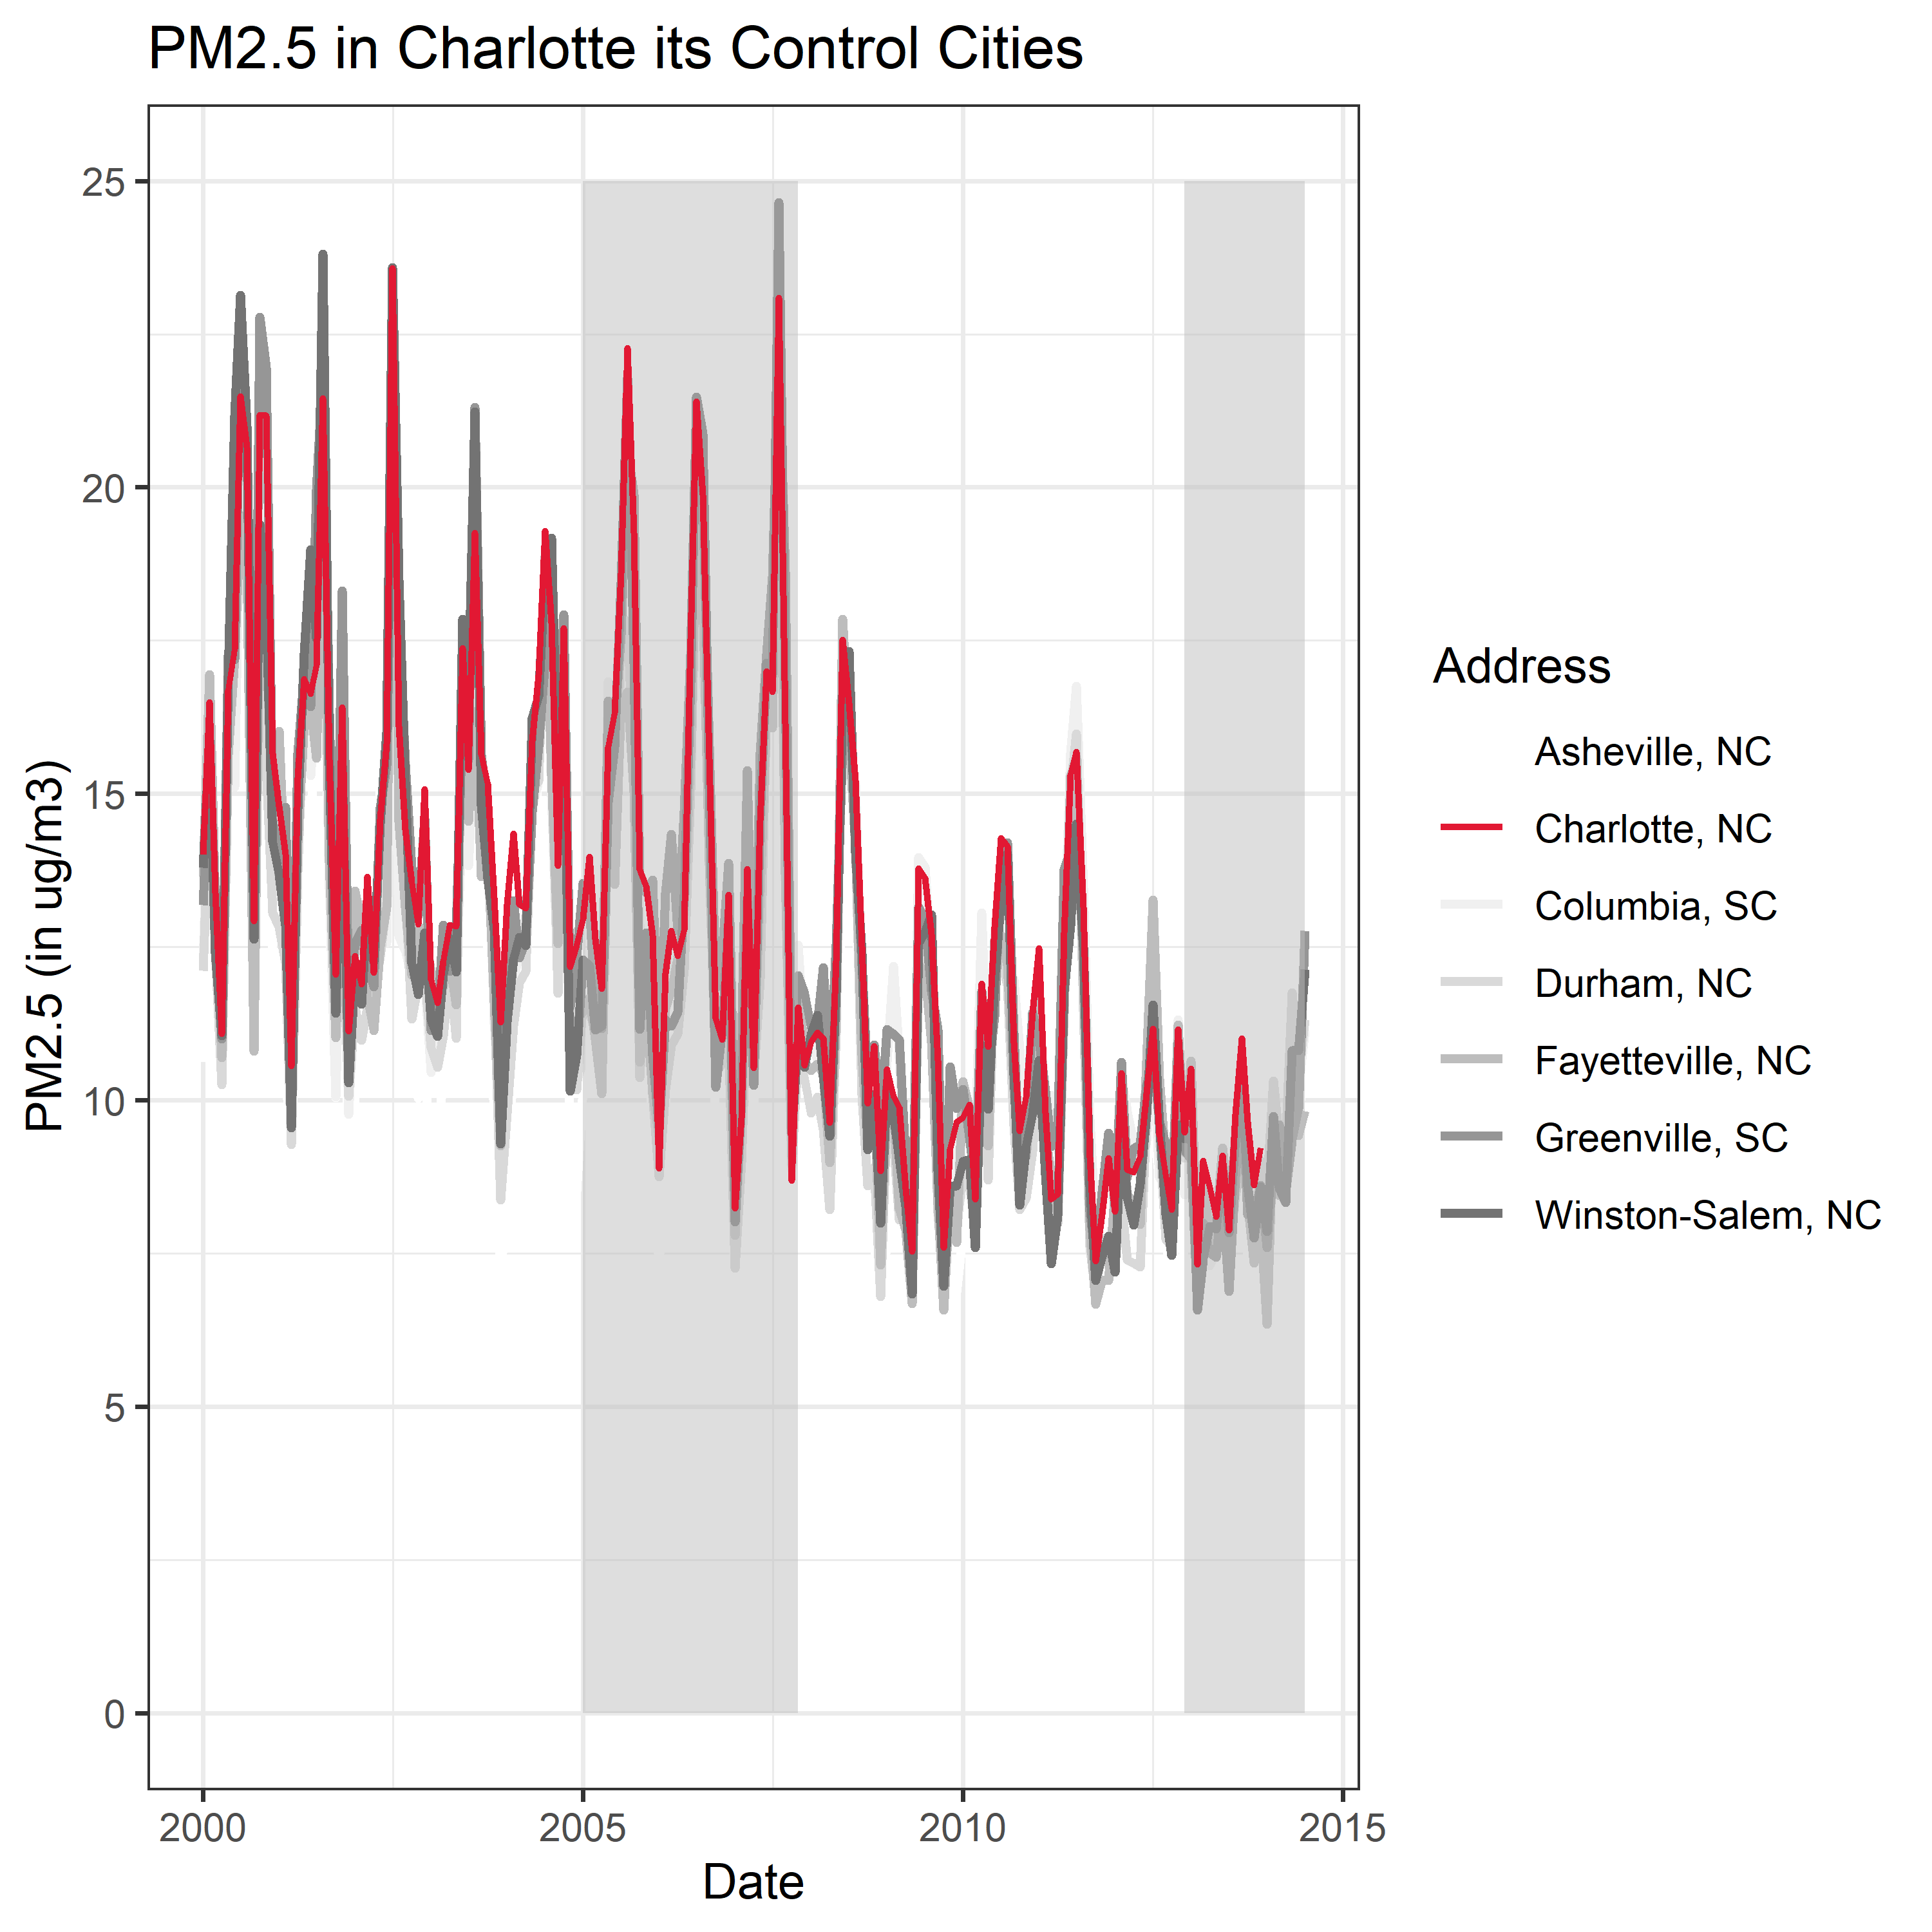 PM2.5 in Charlotte its Control Cities
PM2.5 (in ug/m3)
25
20
15
10
5
0
2000
2005
2010
2015
Date
Address
Asheville, NC
Charlotte, NC
Columbia, SC
Durham, NC
Fayetteville, NC
Greenville, SC
Winston-Salem, NC